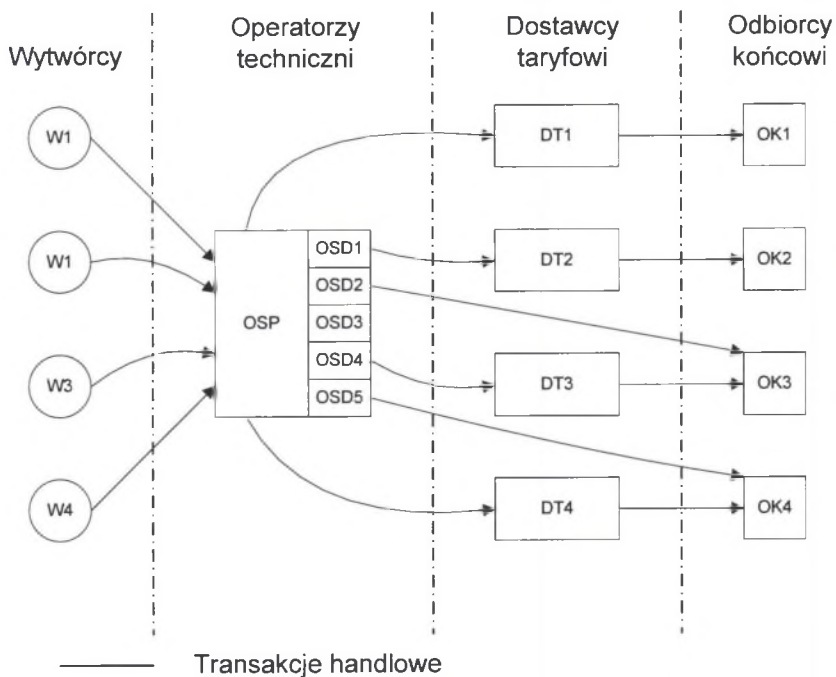 Wytwórcy
Operatorzy
techniczni
Dostawcy
taryfowi
Odbiorcy
końcowi
W1
W1
W3
W4
OSP
OSD1
OSD2
OSD3
OSD4
OSD5
DT1
DT2
DT3
DT4
OK1
OK2
OK3
OK4
Transakcje handlowe